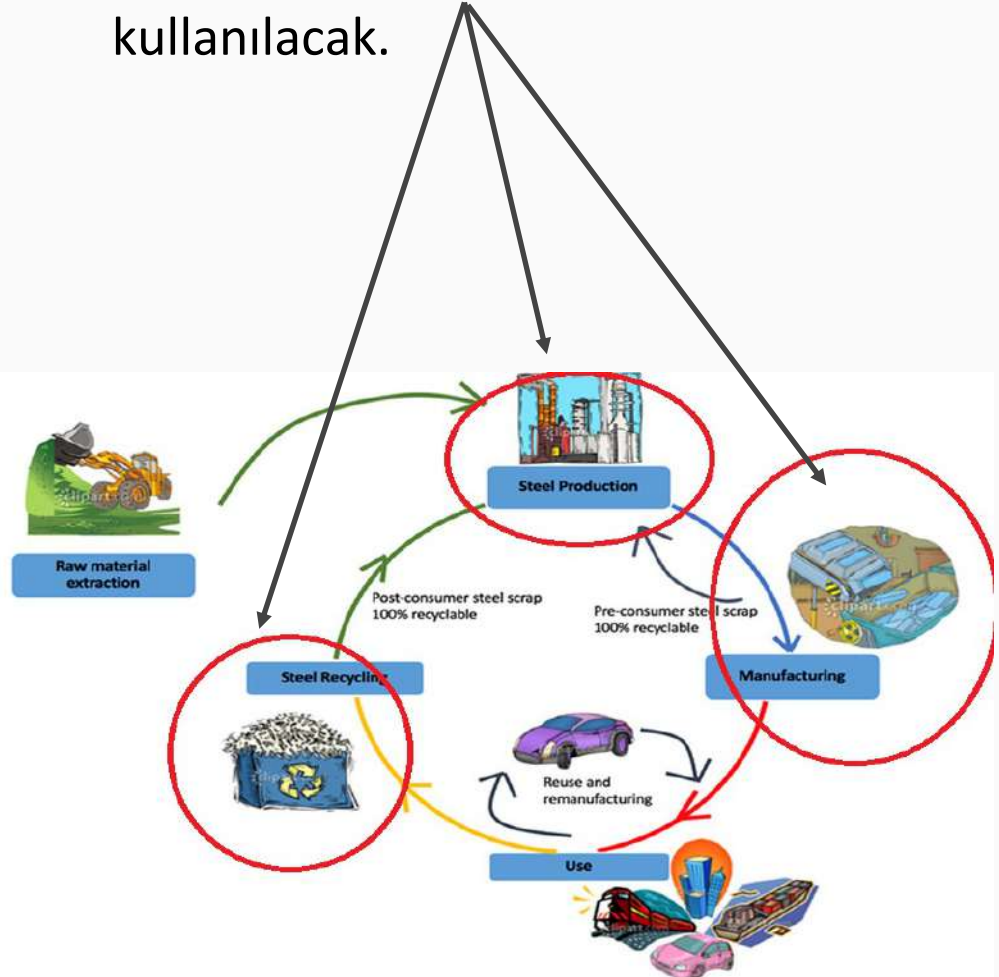 kullanılacak.
Steel Production
Raw material
extraction
Post-consumer steel scrap
100% recyclable
Pre-consumer steel scrap
100% recyclable
Steel Recycling
Manufacturing
Reuse and
remanufacturing
Use